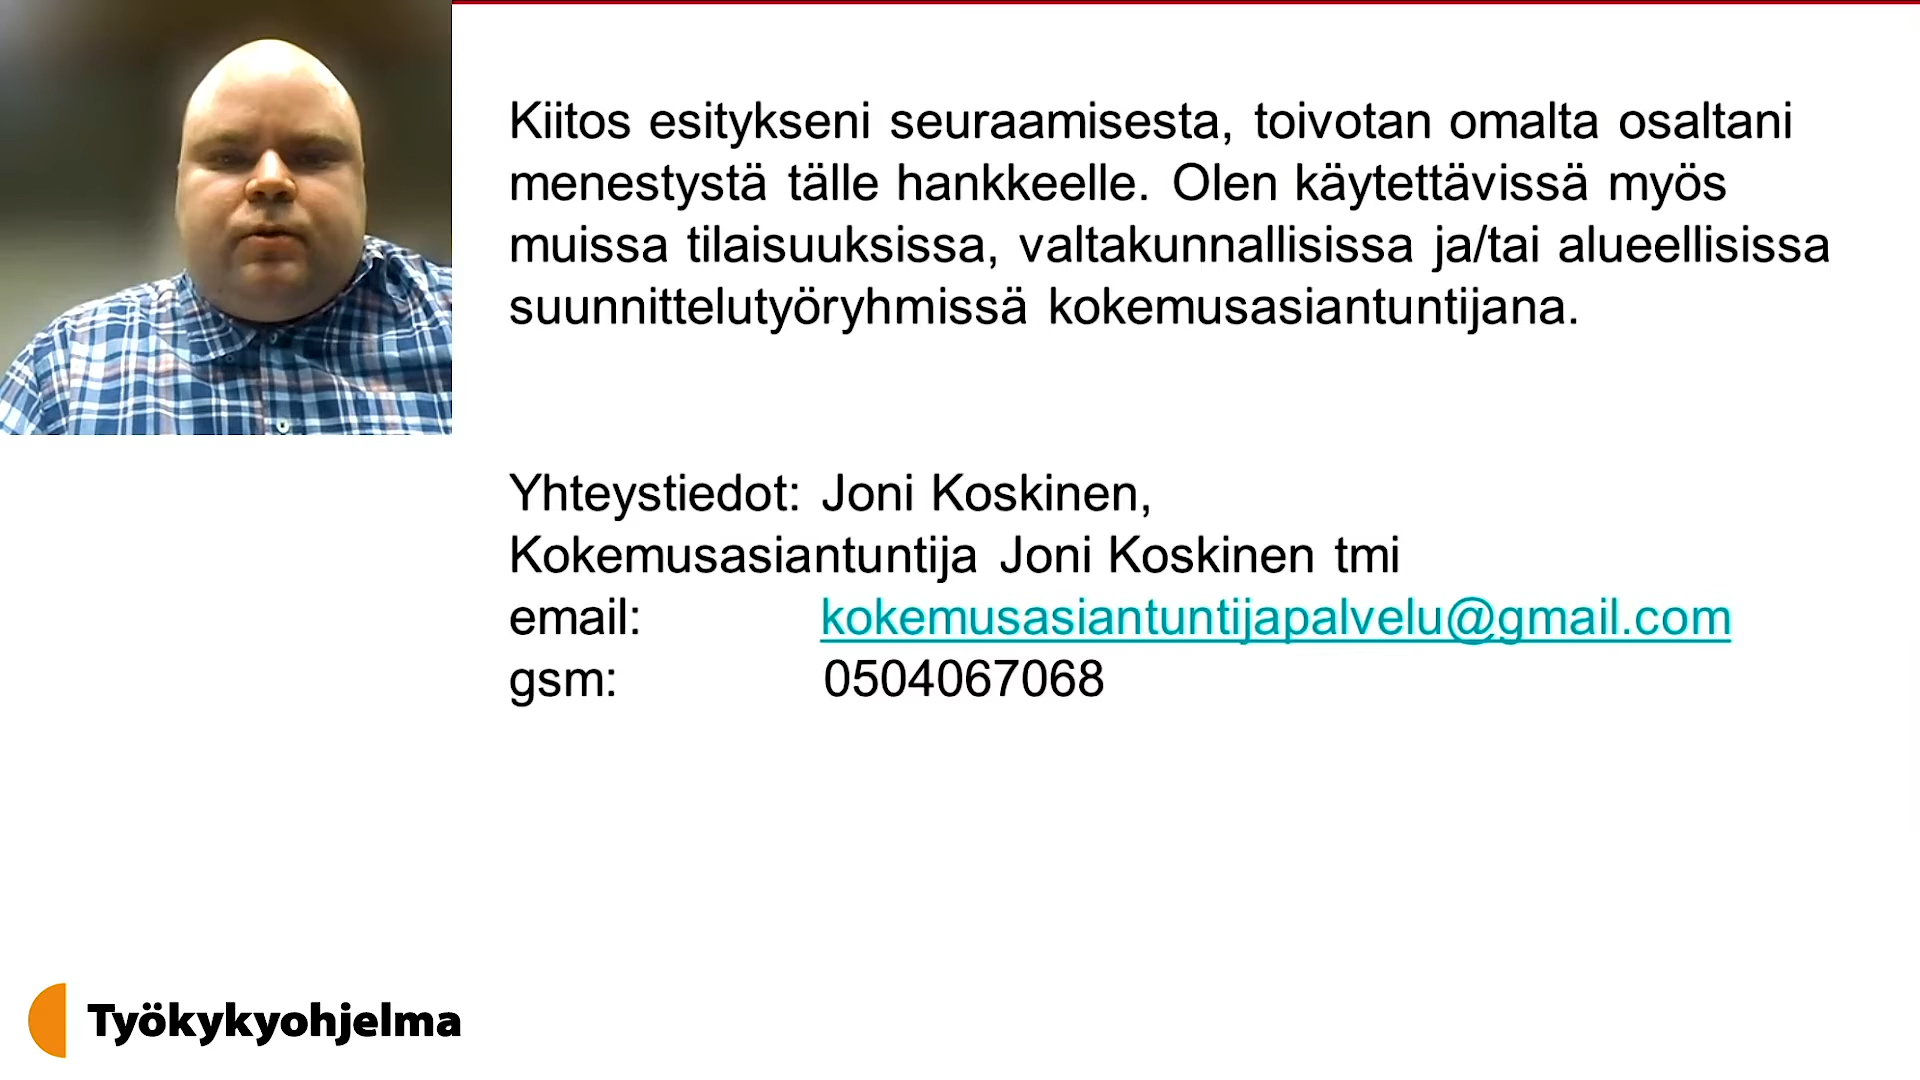 Kiitos esitykseni seuraamisesta, toivotan omalta osaltani
menestystä tälle hankkeelle. Olen käytettävissä myös
muissa tilaisuuksissa, valtakunnallisissa ja/tai alueellisissa
suunnittelutyöryhmissä kokemusasiantuntijana.
Yhteystiedot: Joni Koskinen,
Kokemusasiantuntija Joni Koskinen tmi
email: kokemusasiantuntijapalvelu@gmail.com
gsm: 0504067068
Työkykyohjelma